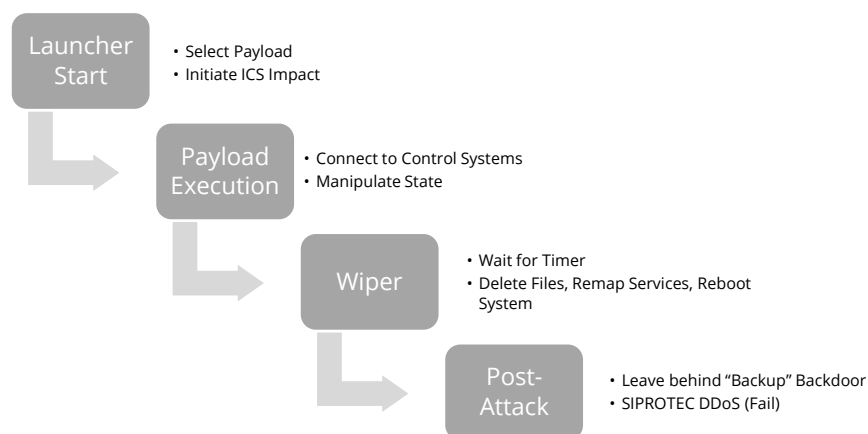 Launcher
Start
• Select Payload
• Initiate ICS Impact
Payload
Execution
• Connect to Control Systems
• Manipulate State
Wiper
• Wait for Timer
• Delete Files, Remap Services, Reboot
System
Post-
Attack
• Leave behind “Backup” Backdoor
• SIPROTEC DDoS (Fail)